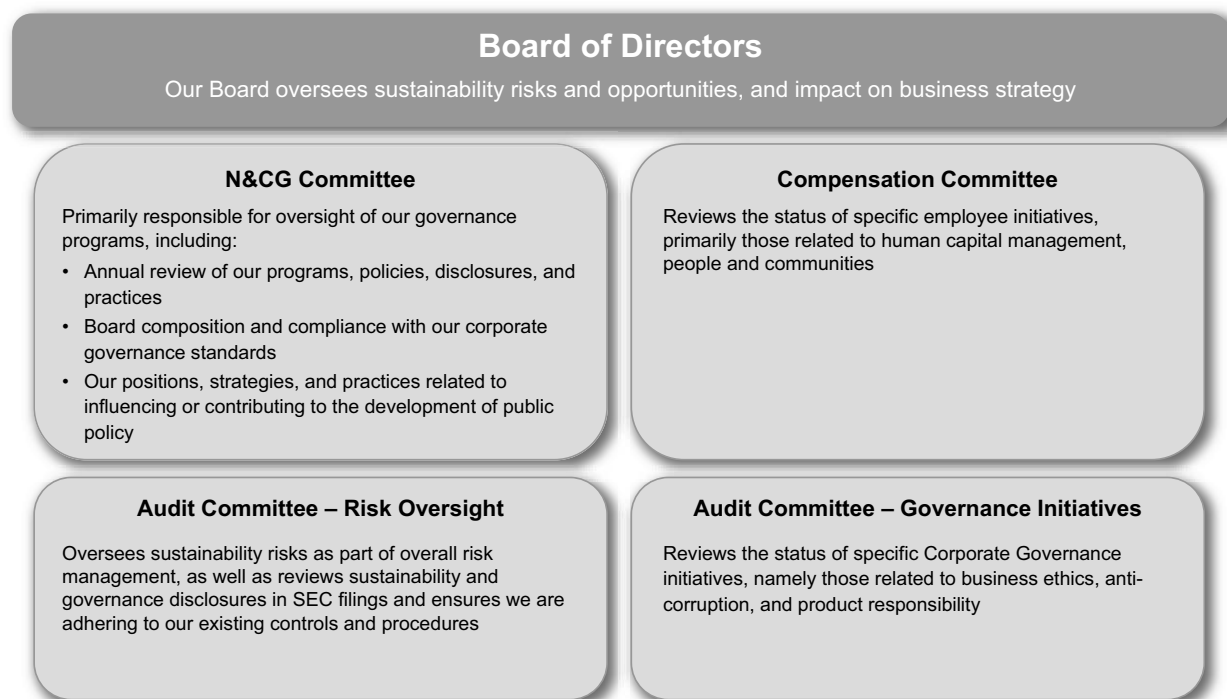 Board of Directors
Our Board oversees sustainability risks and opportunities, and impact on business strategy
N&CG Committee
Primarily responsible for oversight of our governance
programs, including:
• Annual review of our programs, policies, disclosures, and
practices
• Board composition and compliance with our corporate
governance standards
• Our positions, strategies, and practices related to
influencing or contributing to the development of public
policy
Compensation Committee
Reviews the status of specific employee initiatives,
primarily those related to human capital management,
people and communities
Audit Committee – Risk Oversight
Oversees sustainability risks as part of overall risk
management, as well as reviews sustainability and
governance disclosures in SEC filings and ensures we are
adhering to our existing controls and procedures
Audit Committee – Governance Initiatives
Reviews the status of specific Corporate Governance
initiatives, namely those related to business ethics, anti-
corruption, and product responsibility